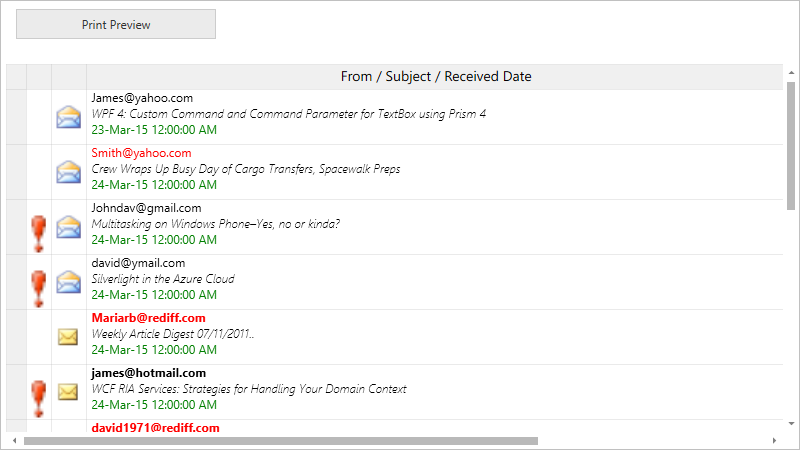 Print Preview
From / Subject / Received Date
James@yahoo.com
WPF 4: Custom Command and Command Parameter for TextBox using Prism 4
23-Mar-15 12:00:00 AM
Smith@yahoo.com
Crew Wraps Up Busy Day of Cargo Transfers, Spacewalk Preps
24-Mar-15 12:00:00 AM
Johndav@gmail.com
Multitasking on Windows Phone–Yes, no or kinda?
24-Mar-15 12:00:00 AM
david@ymail.com
Silverlight in the Azure Cloud
24-Mar-15 12:00:00 AM
Mariarb@rediff.com
Weekly Article Digest 07/11/2011..
24-Mar-15 12:00:00 AM
james@hotmail.com
WCF RIA Services: Strategies for Handling Your Domain Context
24-Mar-15 12:00:00 AM
david1971@rediff.com